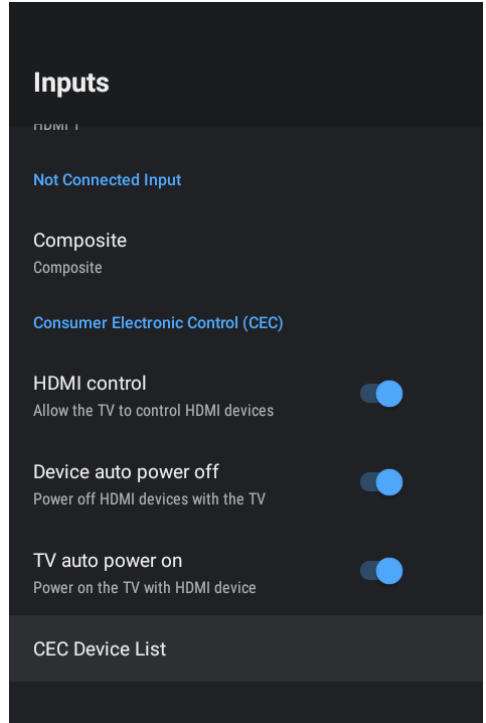 Inputs
HDMI 1
Not Connected Input
Composite
Composite
Consumer Electronic Control (CEC)
HDMI control
Allow the TV to control HDMI devices
Device auto power off
Power off HDMI devices with the TV
TV auto power on
Power on the TV with HDMI device
CEC Device List